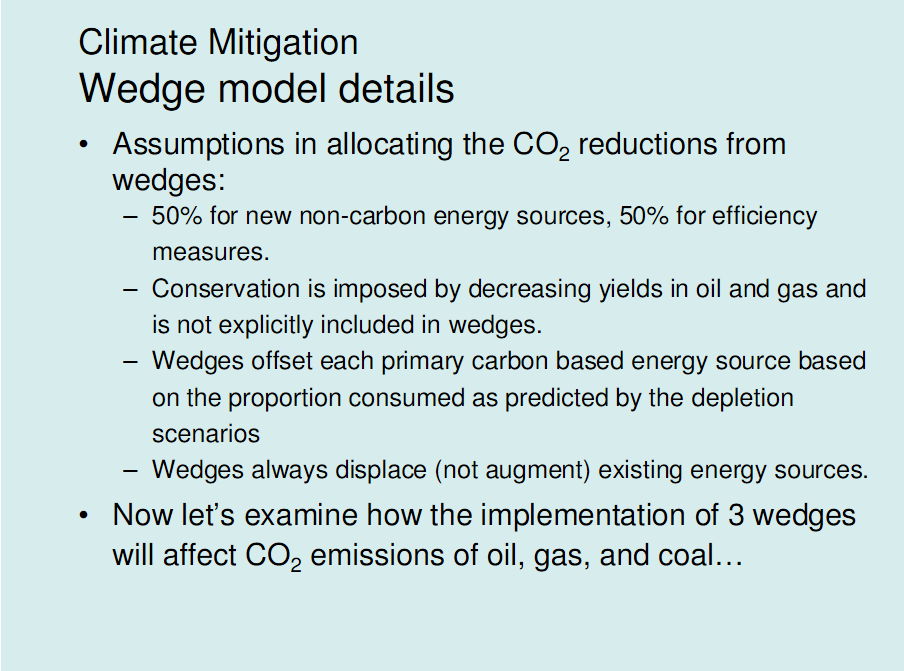 Climate Mitigation
Wedge model details
• Assumptions in allocating the CO₂ reductions from
wedges:
– 50% for new non-carbon energy sources, 50% for efficiency
measures.
– Conservation is imposed by decreasing yields in oil and gas and
is not explicitly included in wedges.
– Wedges offset each primary carbon based energy source based
on the proportion consumed as predicted by the depletion
scenarios
– Wedges always displace (not augment) existing energy sources.
• Now let’s examine how the implementation of 3 wedges
will affect CO₂ emissions of oil, gas, and coal…